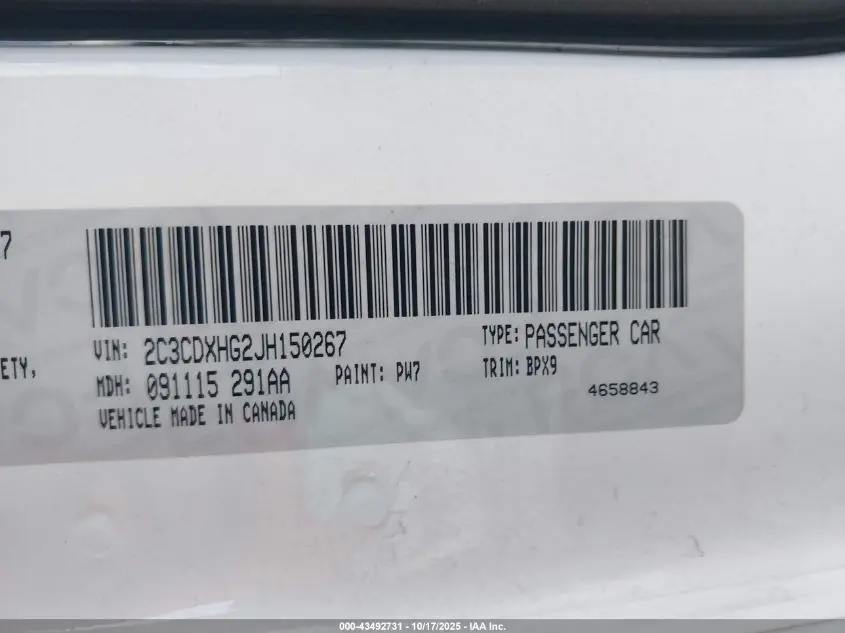 7
ETY,
VIN: 2C3CDXHG2JH150267
TYPE: PASSENGER CAR
MDH: 091115 291AA
PAINT: PW7
TRIM: BPX9
VEHICLE MADE IN CANADA
4658843
000-43492731 - 10/17/2025 - IAA Inc.